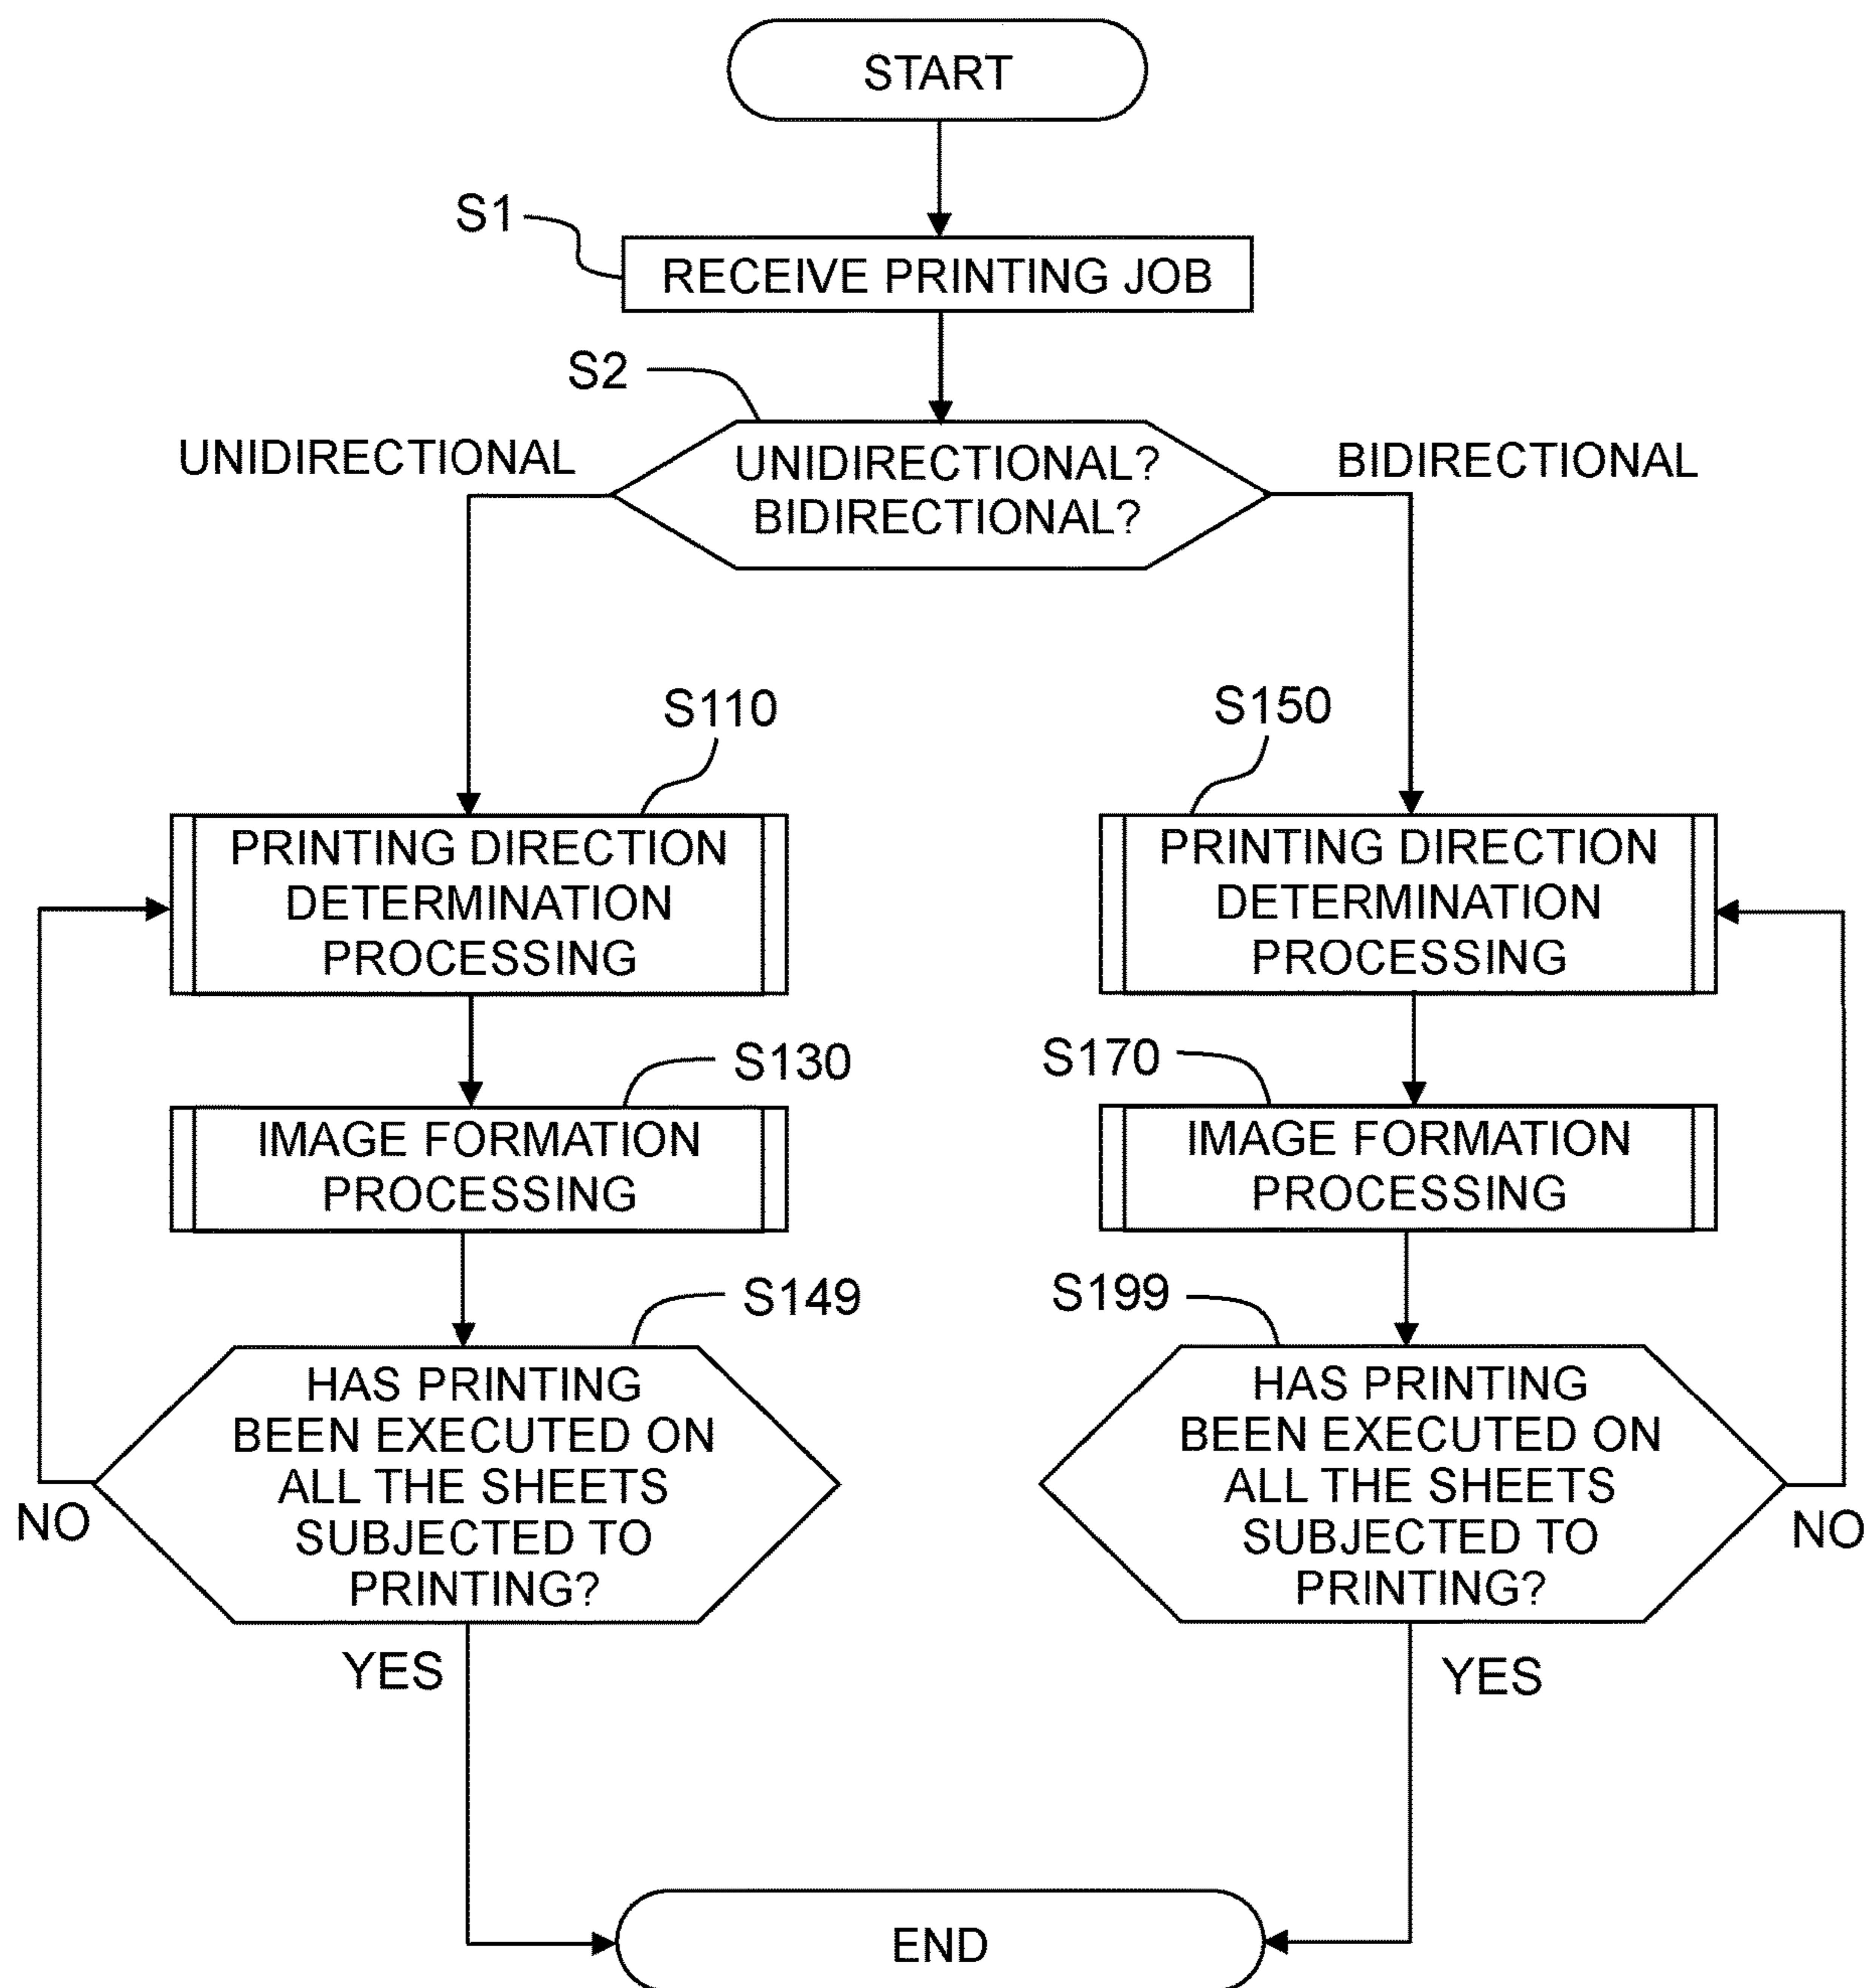 START
S1
RECEIVE PRINTING JOB
S2
UNIDIRECTIONAL
UNIDIRECTIONAL?
BIDIRECTIONAL?
BIDIRECTIONAL
S110
S150
PRINTING DIRECTION
DETERMINATION
PROCESSING
PRINTING DIRECTION
DETERMINATION
PROCESSING
S130
S170
IMAGE FORMATION
PROCESSING
IMAGE FORMATION
PROCESSING
S149
S199
HAS PRINTING
BEEN EXECUTED ON
ALL THE SHEETS
SUBJECTED TO
PRINTING?
NO
YES
HAS PRINTING
BEEN EXECUTED ON
ALL THE SHEETS
SUBJECTED TO
PRINTING?
NO
YES
END